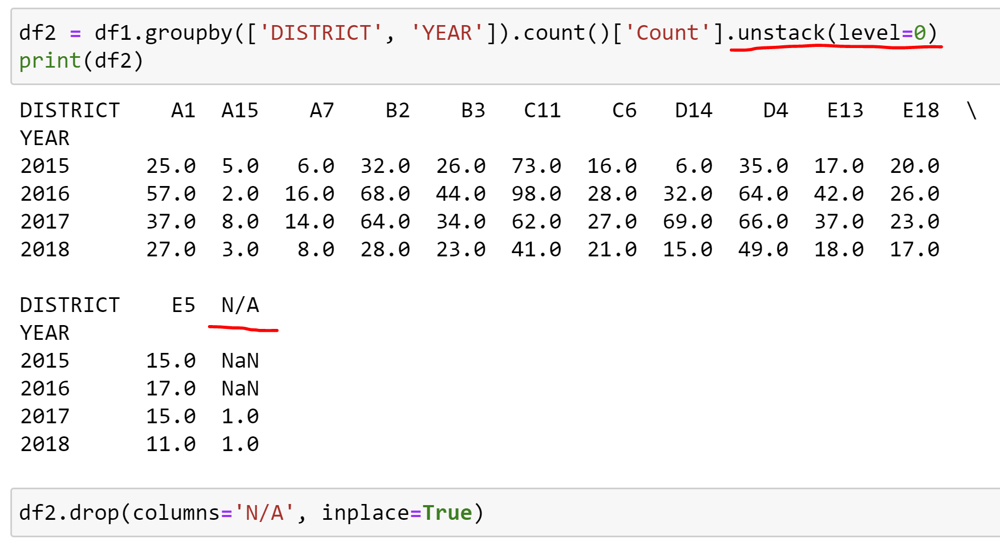 df2 = df1.groupby(['DISTRICT', 'YEAR']).count()['Count'].unstack(level=0)
print(df2)
DISTRICT A1 A15 A7 B2 B3 C11 C6 D14 D4 E13 E18 \
YEAR
2015 25.0 5.0 6.0 32.0 26.0 73.0 16.0 6.0 35.0 17.0 20.0
2016 57.0 2.0 16.0 68.0 44.0 98.0 28.0 32.0 64.0 42.0 26.0
2017 37.0 8.0 14.0 64.0 34.0 62.0 27.0 69.0 66.0 37.0 23.0
2018 27.0 3.0 8.0 28.0 23.0 41.0 21.0 15.0 49.0 18.0 17.0
DISTRICT E5 N/A
YEAR
2015 15.0 NaN
2016 17.0 NaN
2017 15.0 1.0
2018 11.0 1.0
df2.drop(columns='N/A', inplace=True)